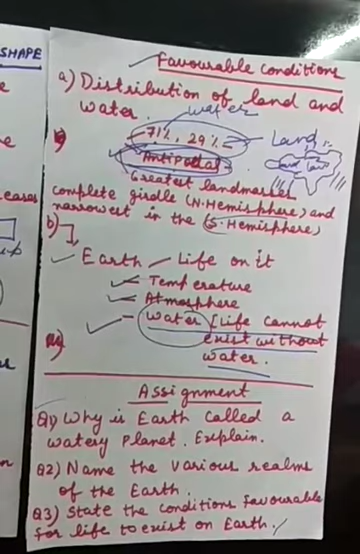 SHAPE
Favourable Conditions
a) Distribution of land and
water.
water
71%, 29%
Land
Antipodal
Greatest landmasses
complete girdle (N.Hemisphere) and
narrowest in the (S.Hemisphere)
b)
Earth Life on it
Temperature
Atmosphere
- Water [Life cannot
exist without
water.
Assignment
Q1) Why is Earth called a
watery Planet. Explain.
Q2) Name the various realms
of the Earth.
Q3) State the conditions favourable
for life to exist on Earth.